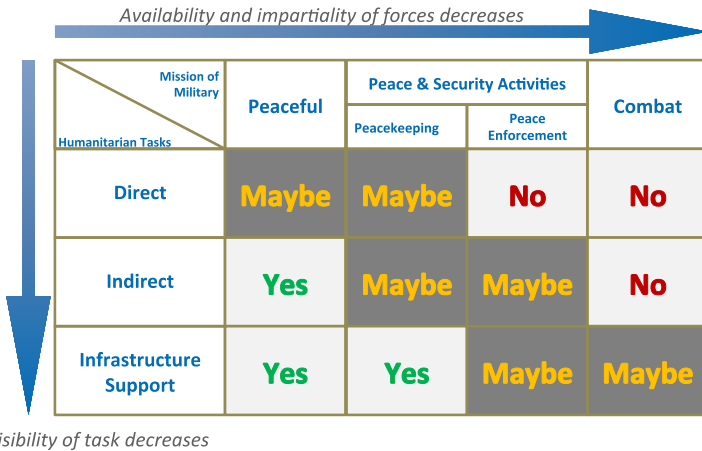 Availability and impartiality of forces decreases
Mission of
Military
Humanitarian Tasks
Peaceful
Peace & Security Activities
Peacekeeping
Peace
Enforcement
Combat
Direct
Maybe
Maybe
No
No
Indirect
Yes
Maybe
Maybe
No
Infrastructure
Support
Yes
Yes
Maybe
Maybe
isibility of task decreases